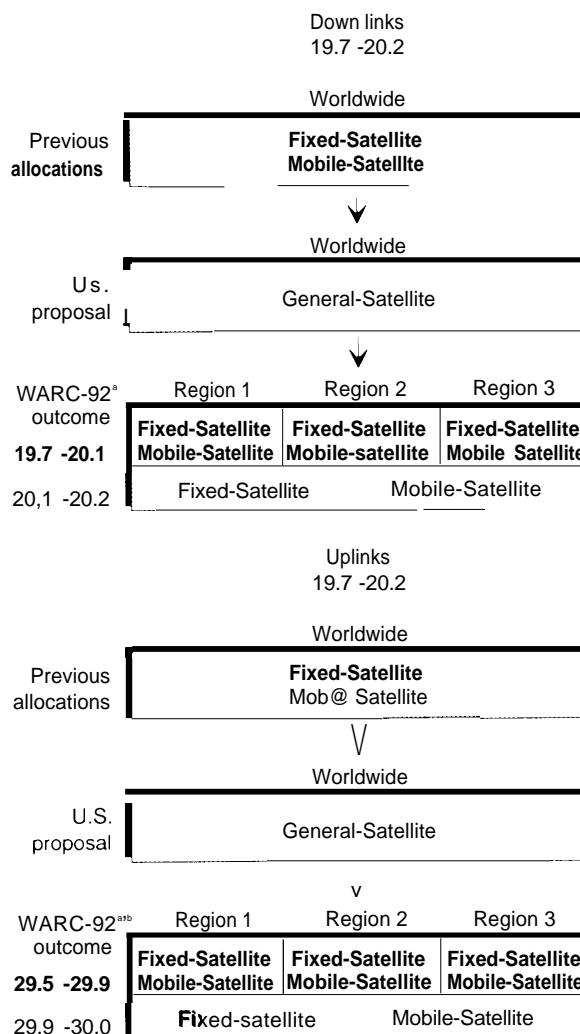 Down links
19.7 -20.2
Worldwide
Previous
allocations
Fixed-Satellite
Mobile-Satelllte
Worldwide
Us.
proposal
General-Satellite
WARC-92a
outcome
Region 1 Region 2 Region 3
19.7 -20.1
Fixed-Satellite Fixed-Satellite Fixed-Satellite
Mobile-Satellite Mobile-satellite Mobile Satellite
20,1 -20.2
Fixed-Satellite Mobile-Satellite
Uplinks
19.7 -20.2
Worldwide
Previous
allocations
Fixed-Satellite
Mob@ Satellite
Worldwide
U.S.
proposal
General-Satellite
v
WARC-92a,b
outcome
Region 1 Region 2 Region 3
29.5 -29.9
Fixed-Satellite Fixed-Satellite Fixed-Satellite
Mobile-Satellite Mobile-Satellite Mobile-Satellite
29.9 -30.0
Fixed-satellite Mobile-Satellite